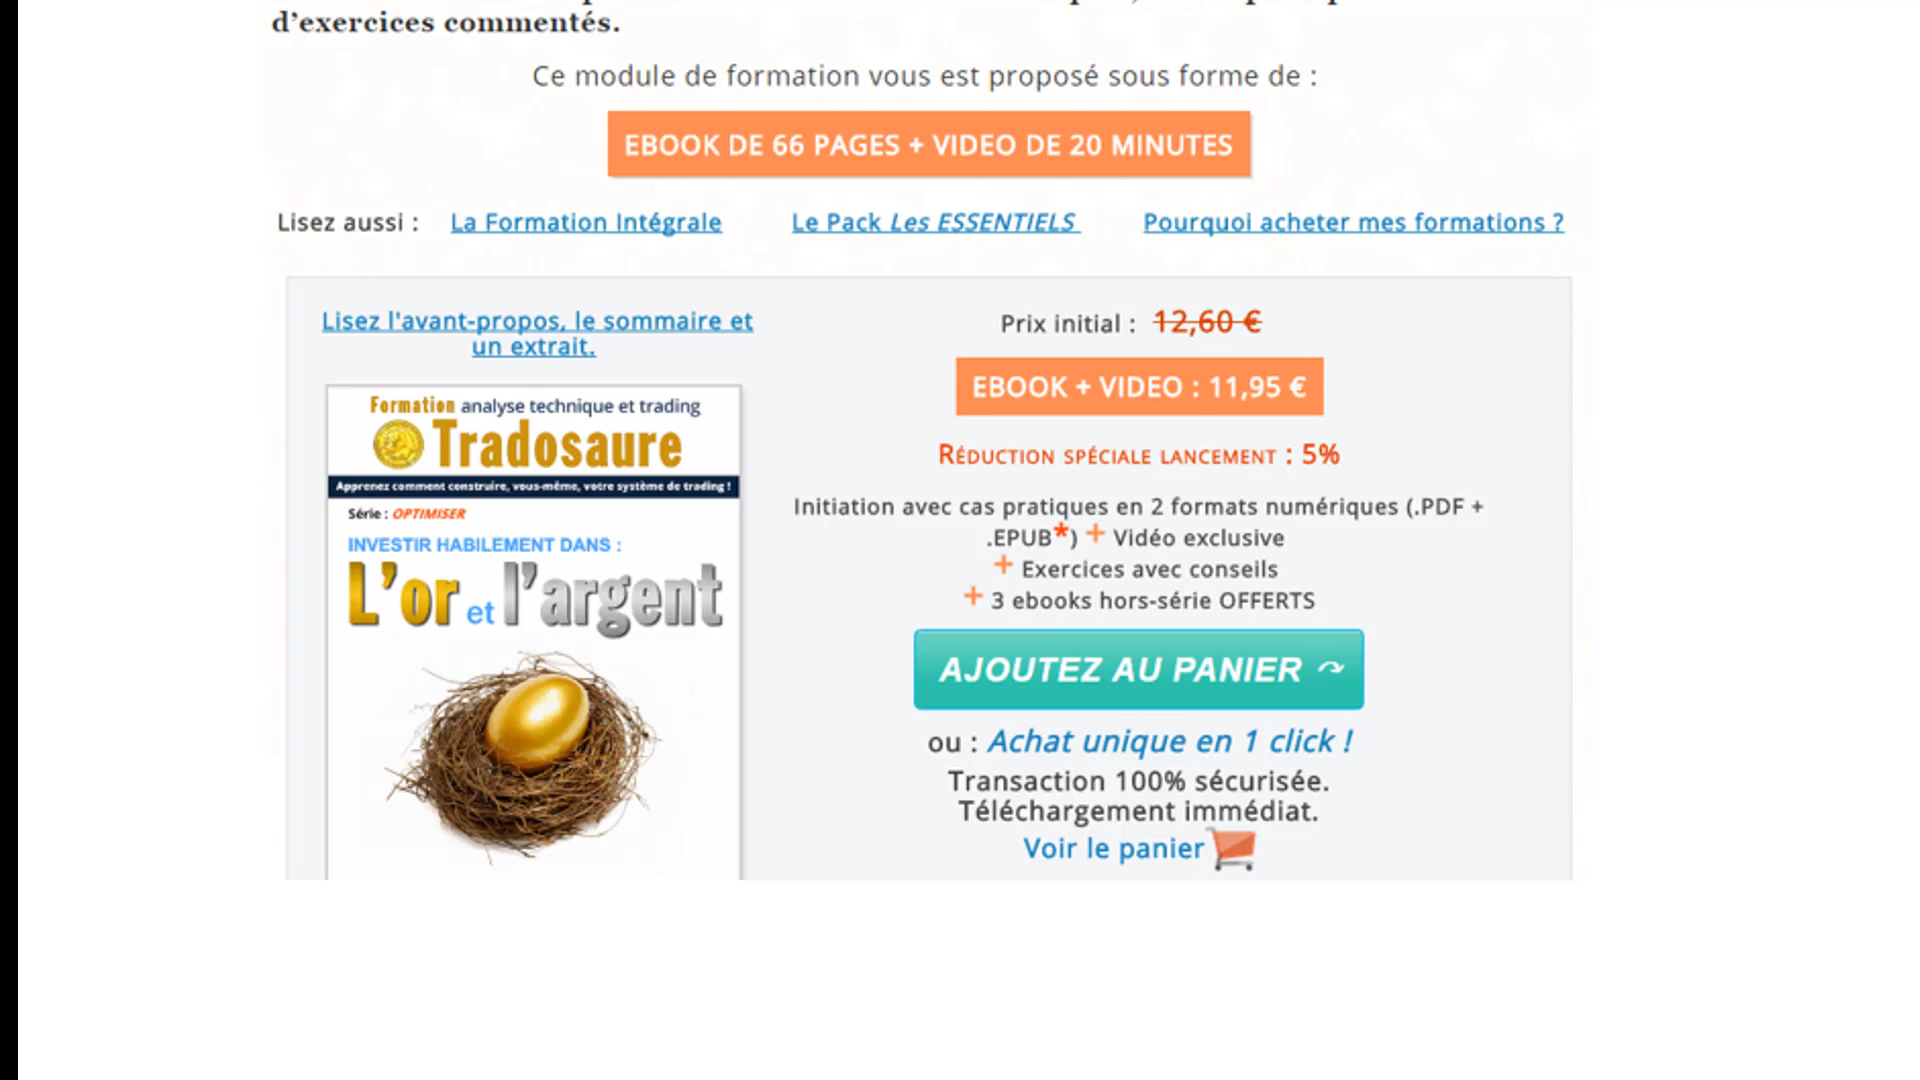 d’exercices commentés.
Ce module de formation vous est proposé sous forme de :
EBOOK DE 66 PAGES + VIDEO DE 20 MINUTES
Lisez aussi : La Formation Intégrale Le Pack Les ESSENTIELS Pourquoi acheter mes formations ?
Lisez l'avant-propos, le sommaire et
un extrait.
Formation analyse technique et trading
Tradosaure
Apprenez comment construire, vous-même, votre système de trading !
Série : OPTIMISER
INVESTIR HABILEMENT DANS :
L’or et l’argent
Prix initial : 12,60 €
EBOOK + VIDEO : 11,95 €
RÉDUCTION SPÉCIALE LANCEMENT : 5%
Initiation avec cas pratiques en 2 formats numériques (.PDF +
.EPUB*) + Vidéo exclusive
+ Exercices avec conseils
+ 3 ebooks hors-série OFFERTS
AJOUTEZ AU PANIER
ou : Achat unique en 1 click !
Transaction 100% sécurisée.
Téléchargement immédiat.
Voir le panier